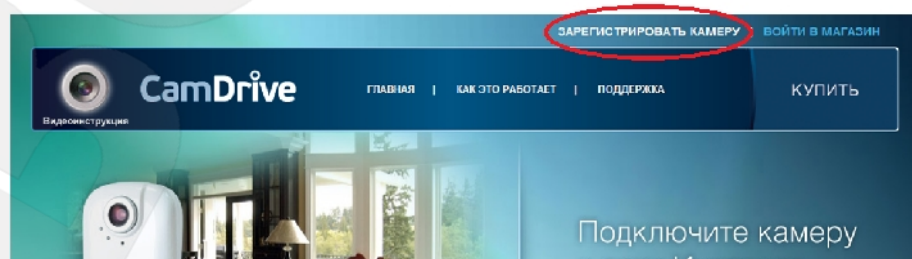 ЗАРЕГИСТРИРОВАТЬ КАМЕРУ | ВОЙТИ В МАГАЗИН
CamDrive
ГЛАВНАЯ | КАК ЭТО РАБОТАЕТ | ПОДДЕРЖКА
КУПИТЬ
Видеоинструкция
Подключите камеру